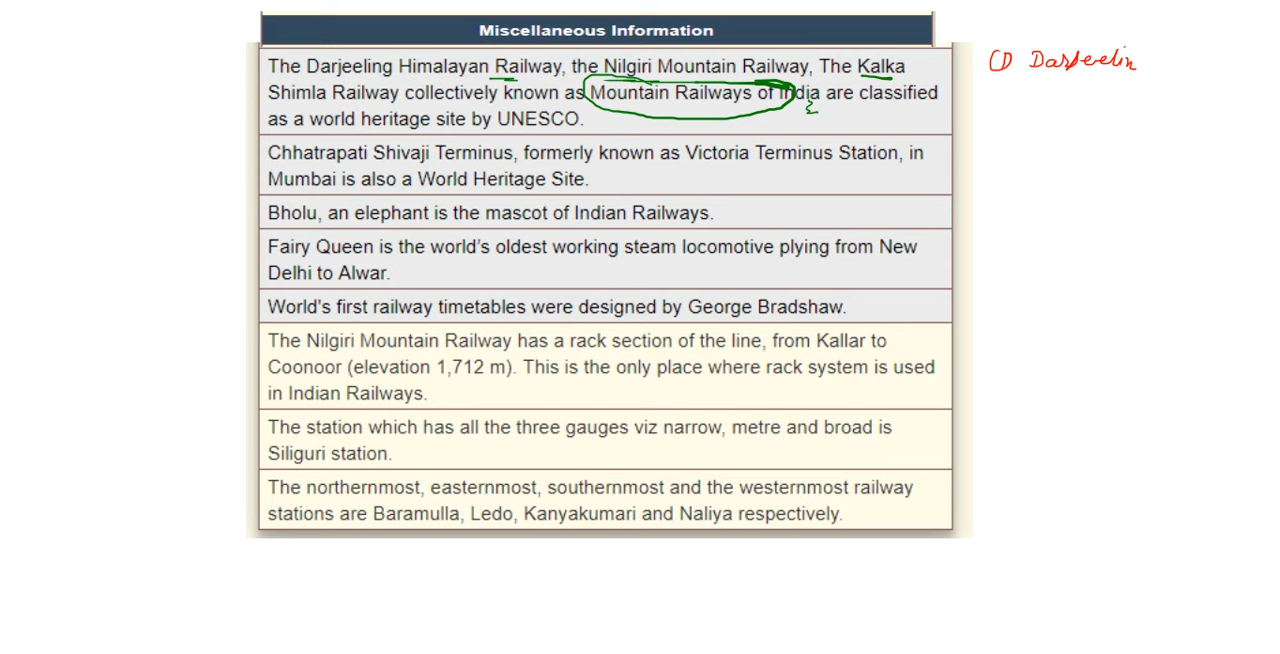 Miscellaneous Information
The Darjeeling Himalayan Railway, the Nilgiri Mountain Railway, The Kalka
Shimla Railway collectively known as Mountain Railways of India are classified
as a world heritage site by UNESCO.
Chhatrapati Shivaji Terminus, formerly known as Victoria Terminus Station, in
Mumbai is also a World Heritage Site.
Bholu, an elephant is the mascot of Indian Railways.
Fairy Queen is the world's oldest working steam locomotive plying from New
Delhi to Alwar.
World's first railway timetables were designed by George Bradshaw.
The Nilgiri Mountain Railway has a rack section of the line, from Kallar to
Coonoor (elevation 1,712 m). This is the only place where rack system is used
in Indian Railways.
The station which has all the three gauges viz narrow, metre and broad is
Siliguri station.
The northernmost, easternmost, southernmost and the westernmost railway
stations are Baramulla, Ledo, Kanyakumari and Naliya respectively.